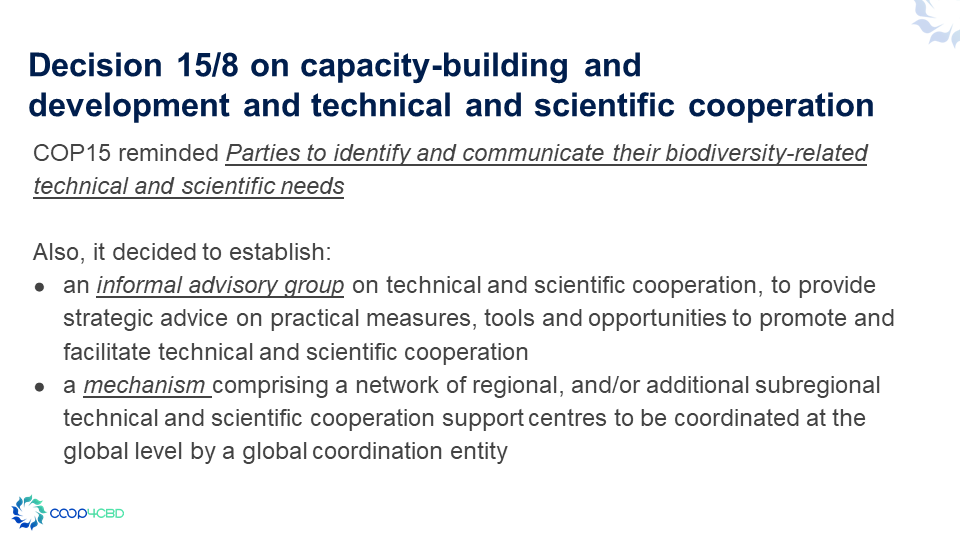 Decision 15/8 on capacity-building and
development and technical and scientific cooperation
COP15 reminded Parties to identify and communicate their biodiversity-related
technical and scientific needs
Also, it decided to establish:
● an informal advisory group on technical and scientific cooperation, to provide
strategic advice on practical measures, tools and opportunities to promote and
facilitate technical and scientific cooperation
● a mechanism comprising a network of regional, and/or additional subregional
technical and scientific cooperation support centres to be coordinated at the
global level by a global coordination entity
COOP4CBD